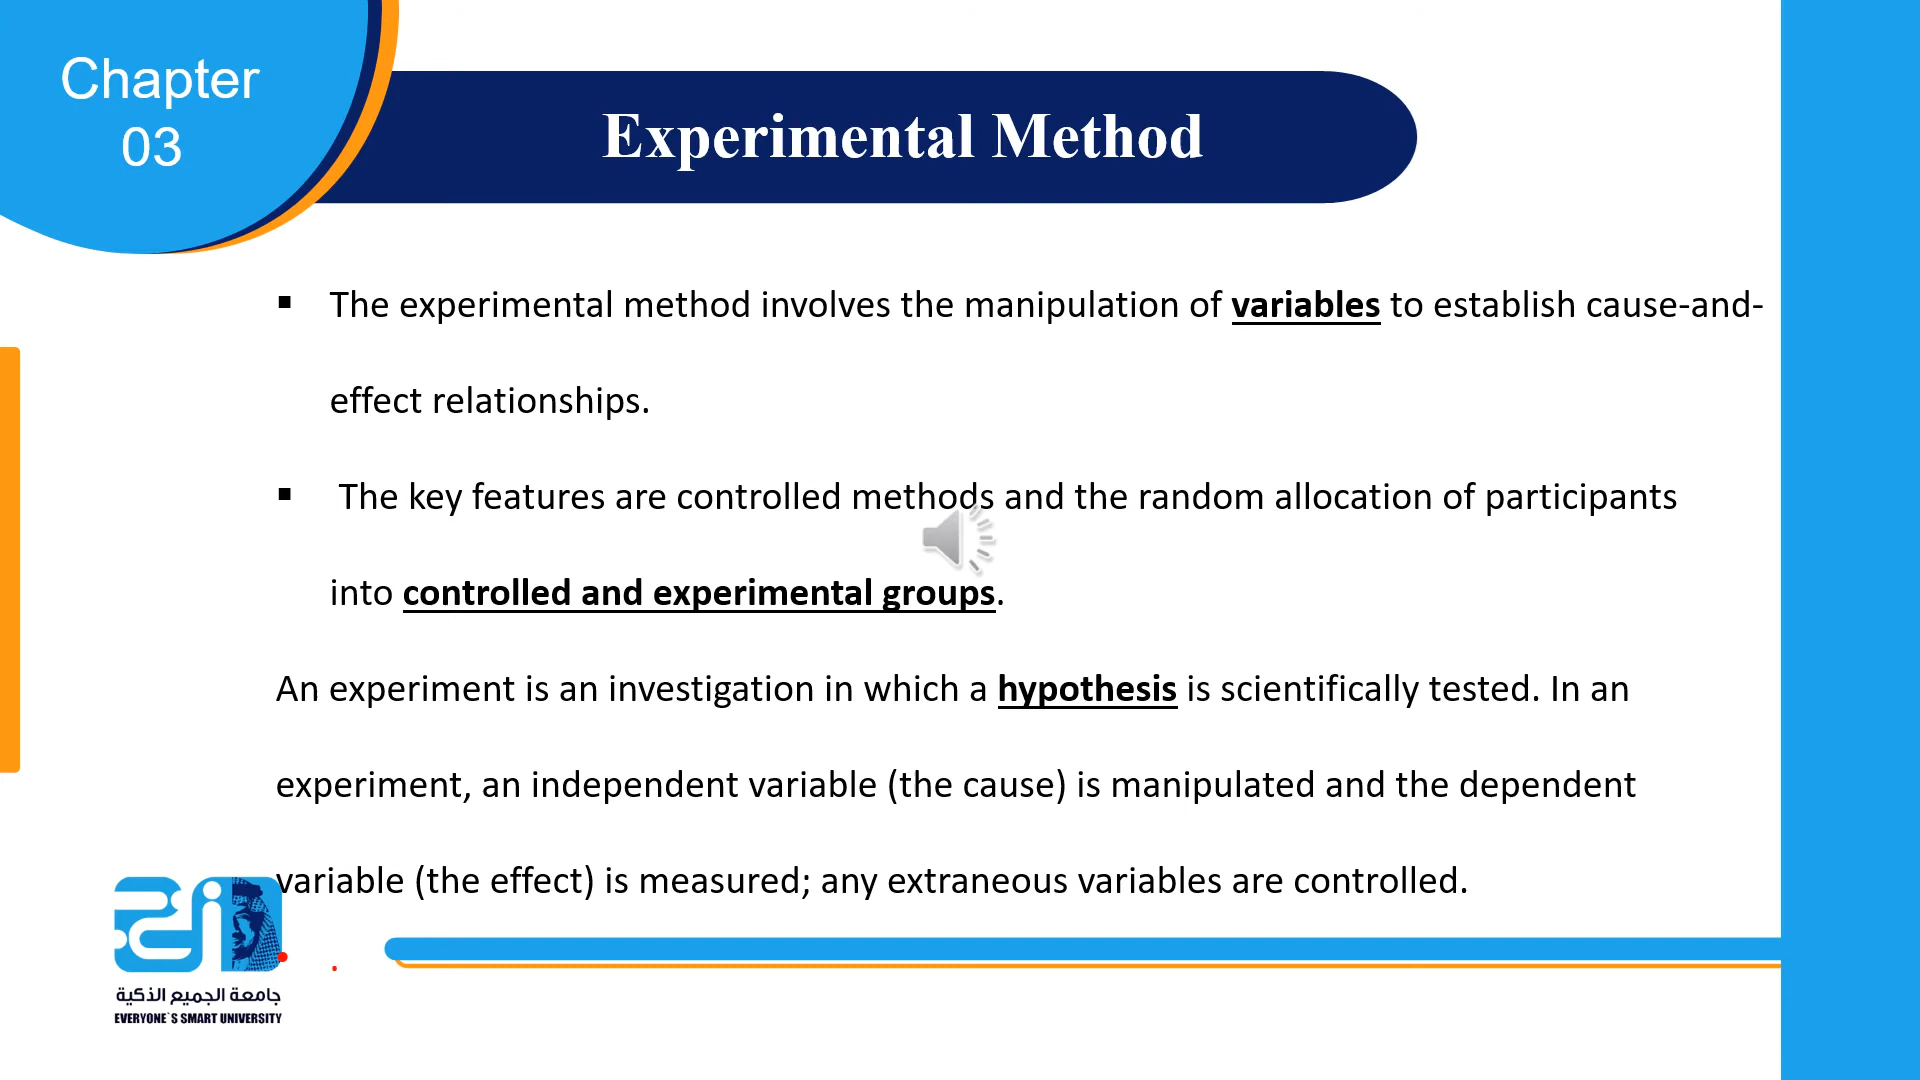 Chapter
03
Experimental Method
▪ The experimental method involves the manipulation of variables to establish cause-and-
effect relationships.
▪ The key features are controlled methods and the random allocation of participants
into controlled and experimental groups.
An experiment is an investigation in which a hypothesis is scientifically tested. In an
experiment, an independent variable (the cause) is manipulated and the dependent
variable (the effect) is measured; any extraneous variables are controlled.
• .
جامعة الجميع الذكية
EVERYONE`S SMART UNIVERSITY